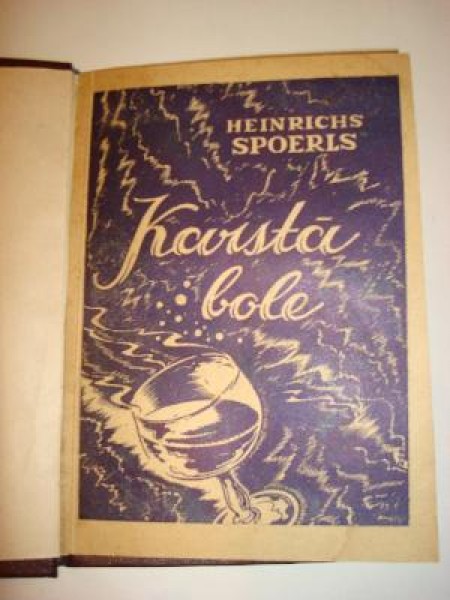 HEINRICHS
SPOERLS
Karstā
bole